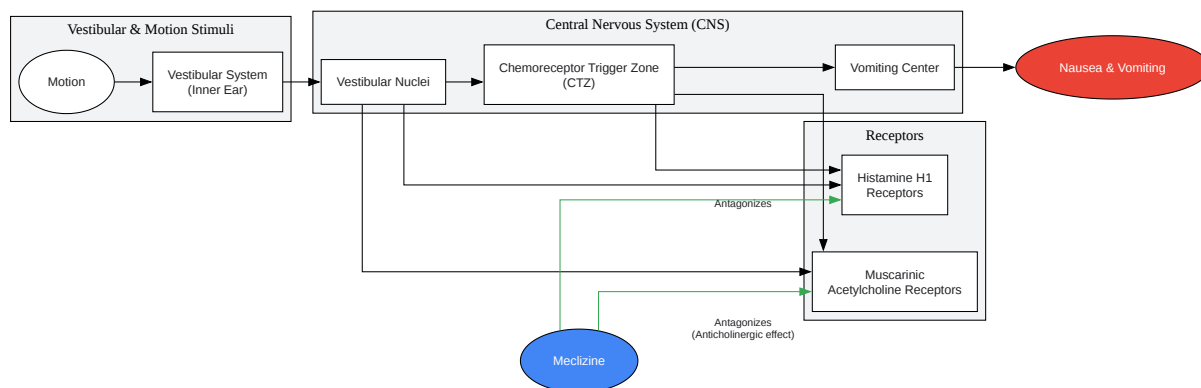 Vestibular & Motion Stimuli
Motion
Vestibular System
(Inner Ear)
Central Nervous System (CNS)
Vestibular Nuclei
Chemoreceptor Trigger Zone
(CTZ)
Vomiting Center
Nausea & Vomiting
Receptors
Histamine H1
Receptors
Antagonizes
Muscarinic
Acetylcholine Receptors
Antagonizes
(Anticholinergic effect)
Meclizine